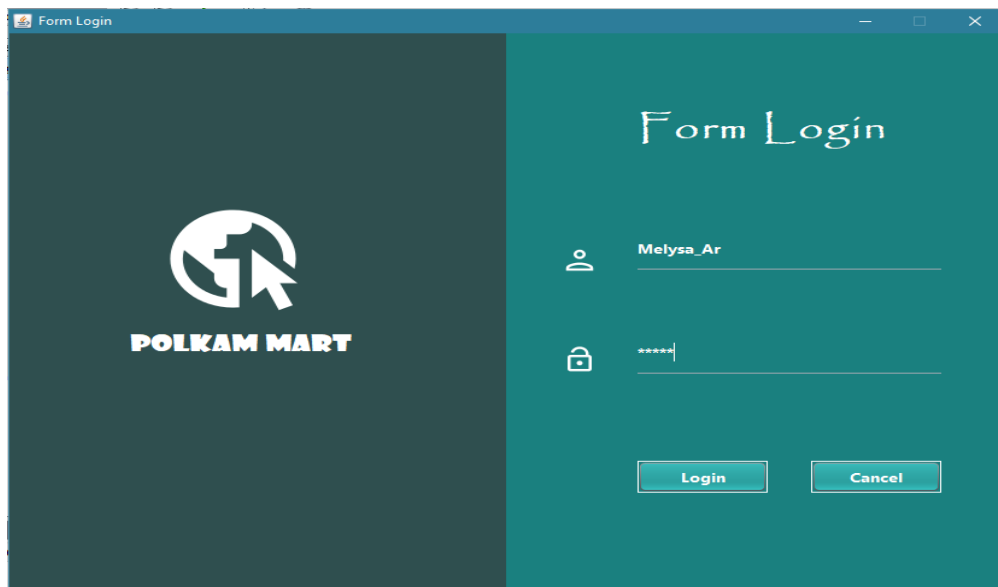 Form Login
POLKAM MART
Form Login
Melysa_Ar
*****
Login
Cancel